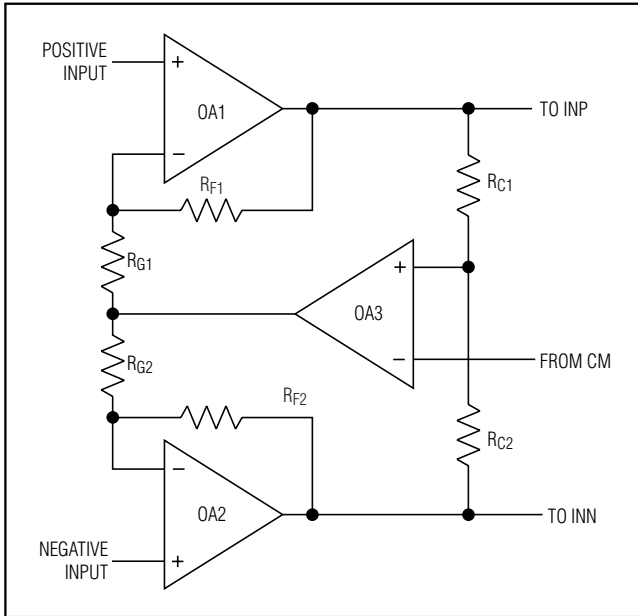 POSITIVE
INPUT
+
OA1
−
TO INP
RF1
RC1
RG1
+
OA3
−
FROM CM
RG2
RF2
RC2
−
OA2
+
TO INN
NEGATIVE
INPUT